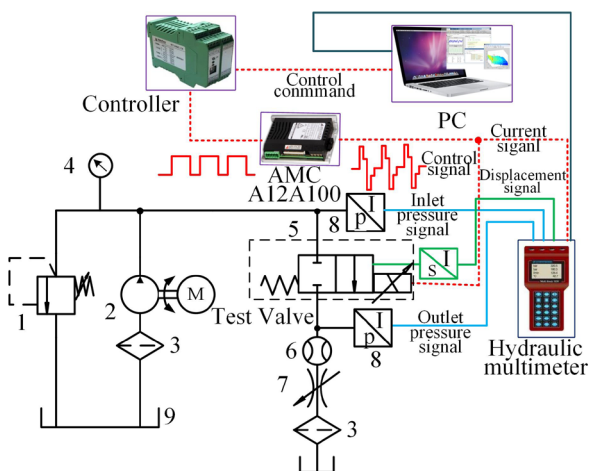 Control
conmmand
Controller
PC
Current
siganl
4
AMC
A12A100
Control
signal
Displacement
signal
Inlet
pressure
signal
I
p
8
5
I
S
M
2
1
Test Valve
3
I
p
8
Outlet
pressure
signal
Hydraulic
multimeter
6
7
9
3